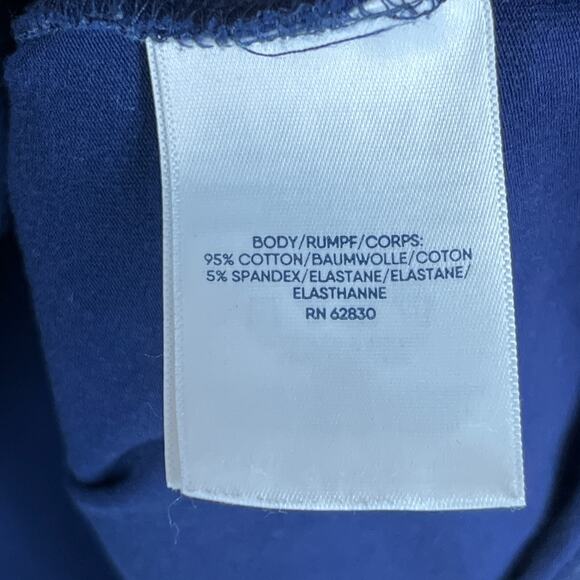 BODY/RUMPF/CORPS:
95% COTTON/BAUMWOLLE/COTON
5% SPANDEX/ELASTANE/ELASTANE/
ELASTHANNE
RN 62830